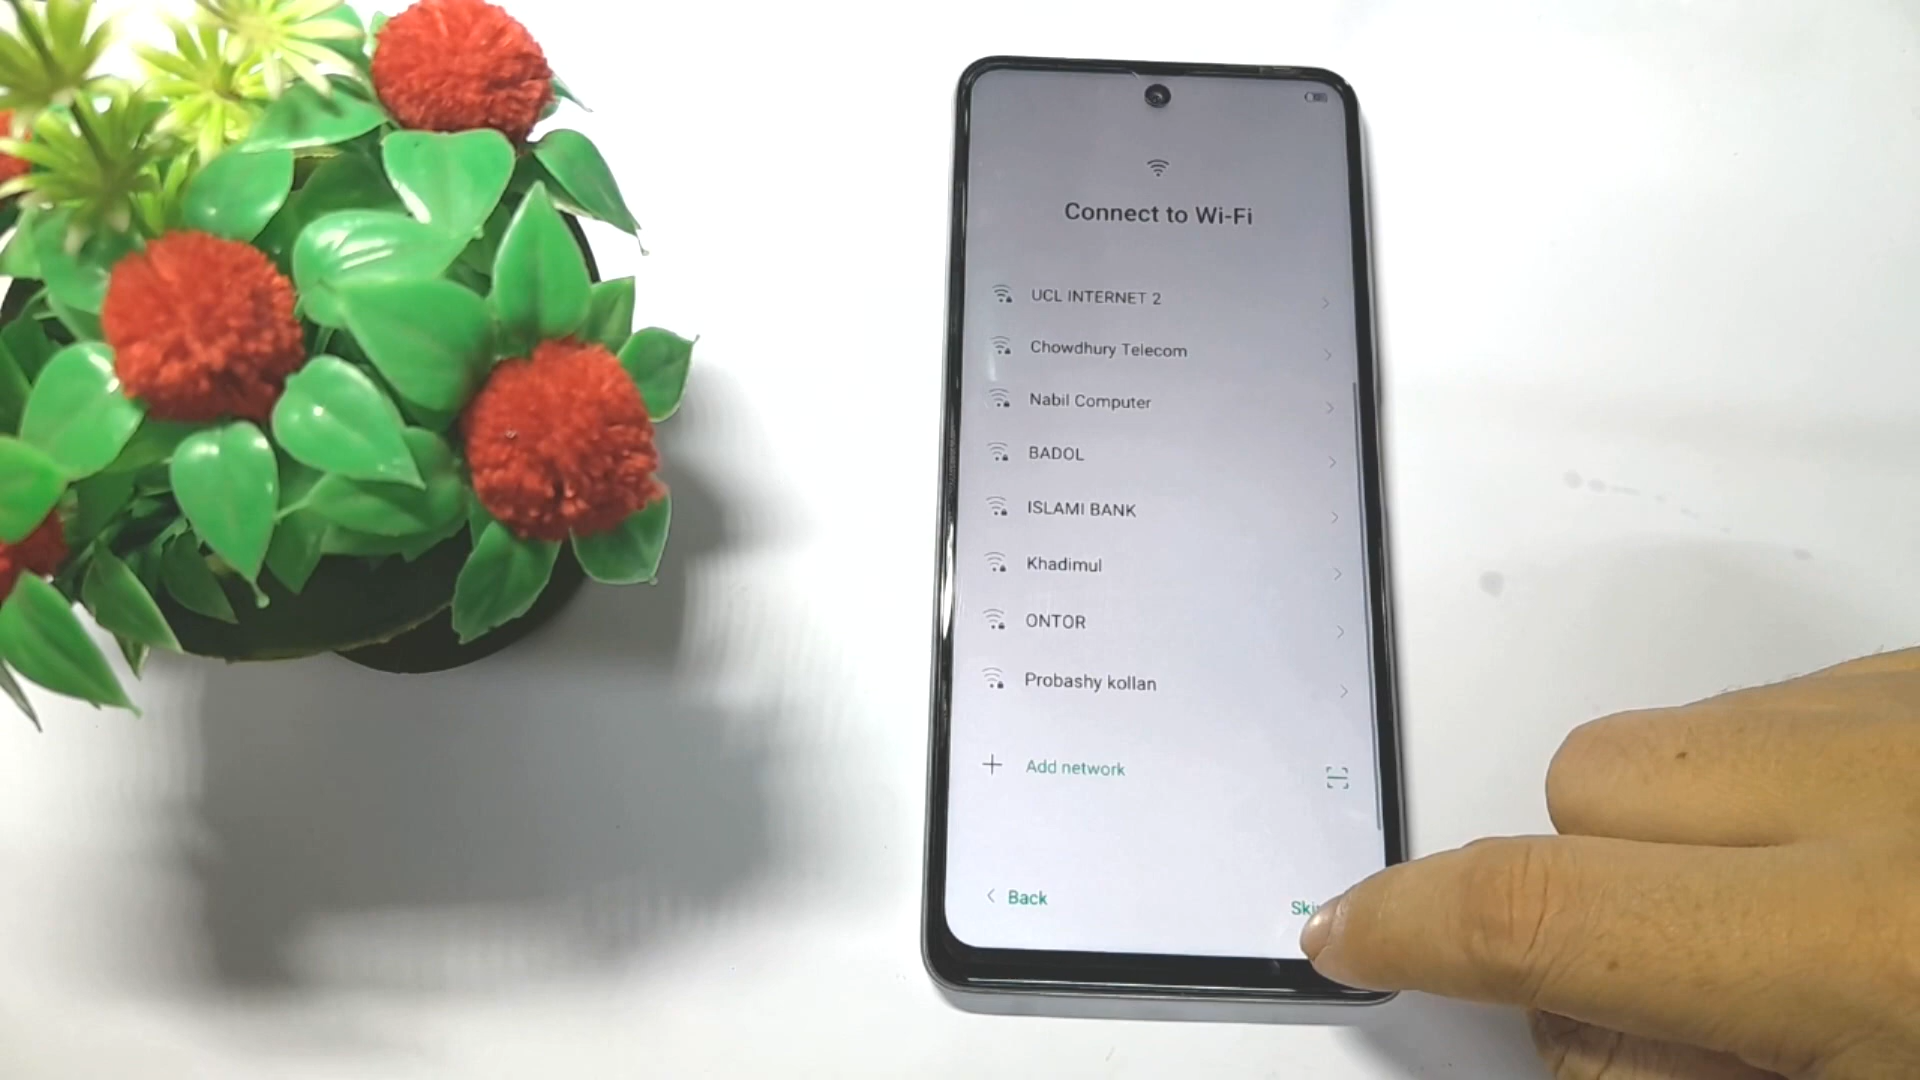 Connect to Wi-Fi
UCL INTERNET 2
Chowdhury Telecom
Nabil Computer
BADOL
ISLAMI BANK
Khadimul
ONTOR
Probashy kollan
Add network
Back